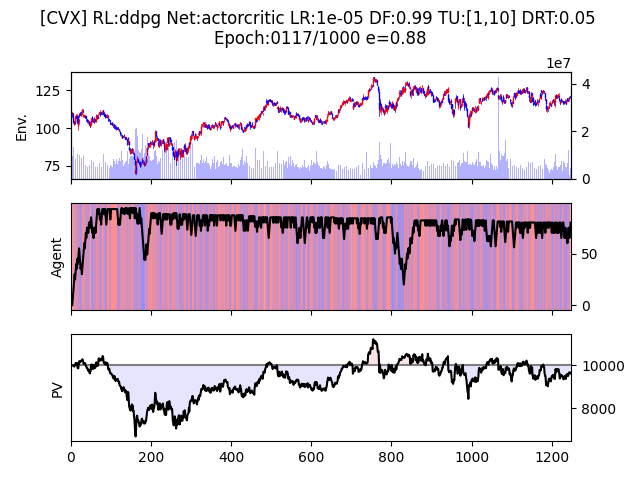 [CVX] RL:ddpg Net:actorcritic LR:1e-05 DF:0.99 TU:[1,10] DRT:0.05
Epoch:0117/1000 e=0.88
1e7
125
100
75
Env.
4
2
0
Agent
50
0
PV
10000
8000
0
200
400
600
800
1000
1200